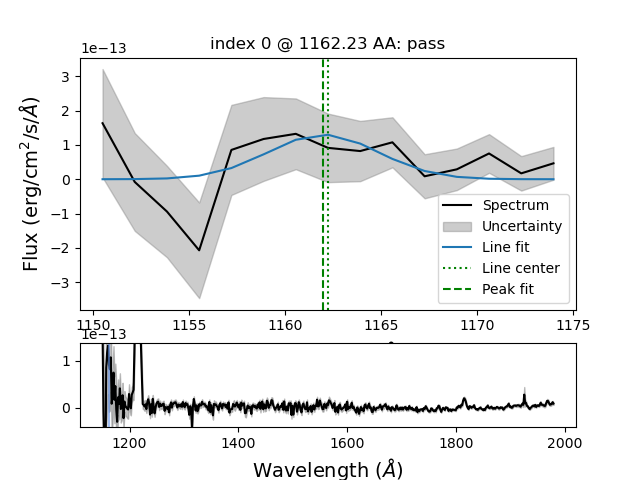 index 0 @ 1162.23 AA: pass
1e−13
3
2
1
0
−1
−2
−3
Flux (erg/cm²/s/Å)
Spectrum
Uncertainty
Line fit
Line center
Peak fit
1150 1155 1160 1165 1170 1175
1e−13
1
0
1200 1400 1600 1800 2000
Wavelength (Å)